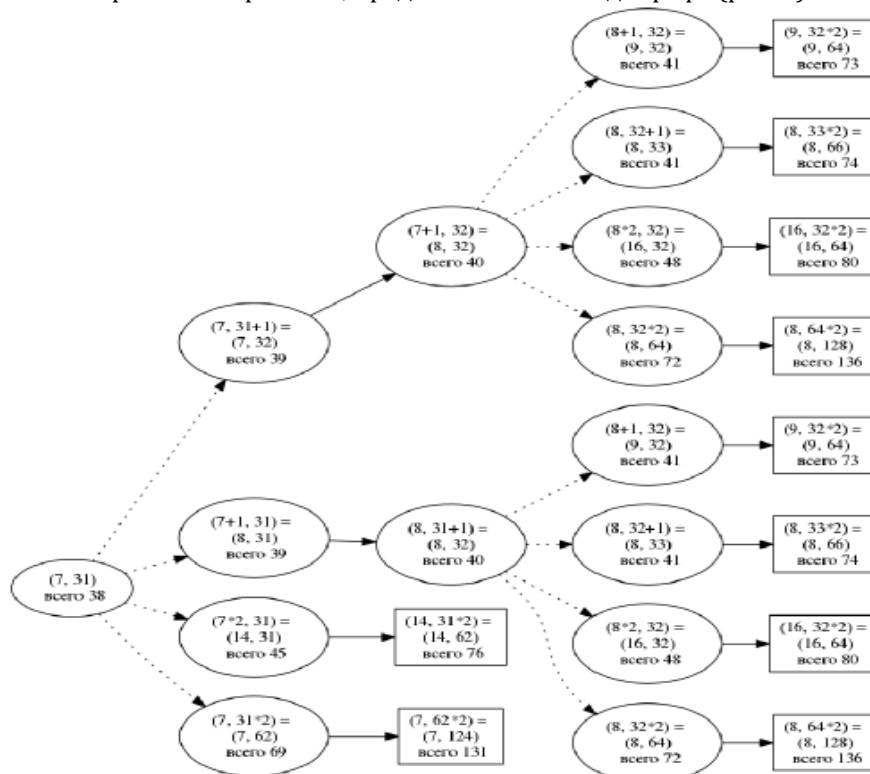 (8+1, 32) =
(9, 32)
всего 41
(9, 32*2) =
(9, 64)
всего 73
(8, 32+1) =
(8, 33)
всего 41
(8, 33*2) =
(8, 66)
всего 74
(7+1, 32) =
(8, 32)
всего 40
(8*2, 32) =
(16, 32)
всего 48
(16, 32*2) =
(16, 64)
всего 80
(7, 31+1) =
(7, 32)
всего 39
(8, 32*2) =
(8, 64)
всего 72
(8, 64*2) =
(8, 128)
всего 136
(8+1, 32) =
(9, 32)
всего 41
(9, 32*2) =
(9, 64)
всего 73
(7, 31)
всего 38
(7+1, 31) =
(8, 31)
всего 39
(8, 31+1) =
(8, 32)
всего 40
(8, 32+1) =
(8, 33)
всего 41
(8, 33*2) =
(8, 66)
всего 74
(7*2, 31) =
(14, 31)
всего 45
(14, 31*2) =
(14, 62)
всего 76
(8*2, 32) =
(16, 32)
всего 48
(16, 32*2) =
(16, 64)
всего 80
(7, 31*2) =
(7, 62)
всего 69
(7, 62*2) =
(7, 124)
всего 131
(8, 32*2) =
(8, 64)
всего 72
(8, 64*2) =
(8, 128)
всего 136